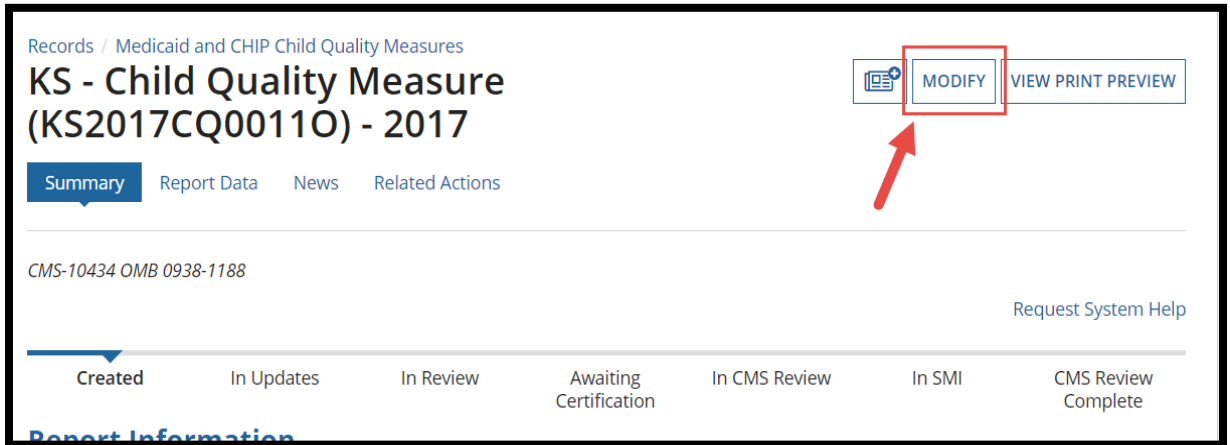 Records / Medicaid and CHIP Child Quality Measures
KS - Child Quality Measure
(KS2017CQ0011O) - 2017
MODIFY
VIEW PRINT PREVIEW
Summary Report Data News Related Actions
CMS-10434 OMB 0938-1188
Request System Help
Created In Updates In Review Awaiting Certification In CMS Review In SMI CMS Review Complete
Report Information